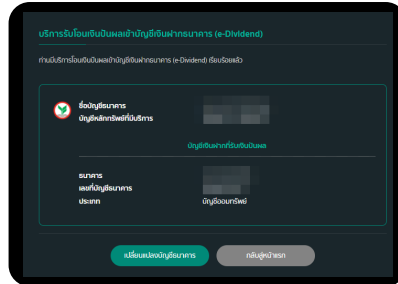 บริการรับโอนเงินปันผลเข้าบัญชีเงินฝากธนาคาร (e-Dividend)
ท่านมีบริการโอนเงินปันผลเข้าบัญชีเงินฝากธนาคาร (e-Dividend) เรียบร้อยแล้ว
ชื่อบัญชีธนาคาร
บัญชีหลักทรัพย์ที่มีบริการ
บัญชีเงินฝากที่รับเงินปันผล
ธนาคาร
เลขที่บัญชีธนาคาร
ประเภท บัญชีออมทรัพย์
เปลี่ยนแปลงบัญชีธนาคาร กลับสู่หน้าแรก